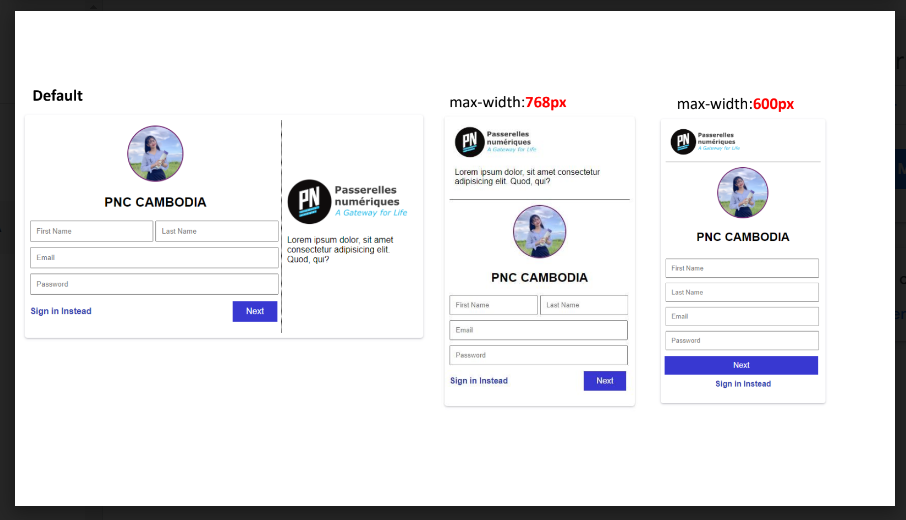 Default
PNC CAMBODIA
First Name
Last Name
Email
Password
Sign in Instead
Next
PN
Passerelles
numériques
A Gateway for Life
Lorem ipsum dolor, sit amet
consectetur adipisicing elit.
Quod, qui?
max-width:768px
PN
Passerelles
numériques
A Gateway for Life
Lorem ipsum dolor, sit amet consectetur
adipisicing elit. Quod, qui?
PNC CAMBODIA
First Name
Last Name
Email
Password
Sign in Instead
Next
max-width:600px
PN
Passerelles
numériques
A Gateway for Life
PNC CAMBODIA
First Name
Last Name
Email
Password
Next
Sign in Instead